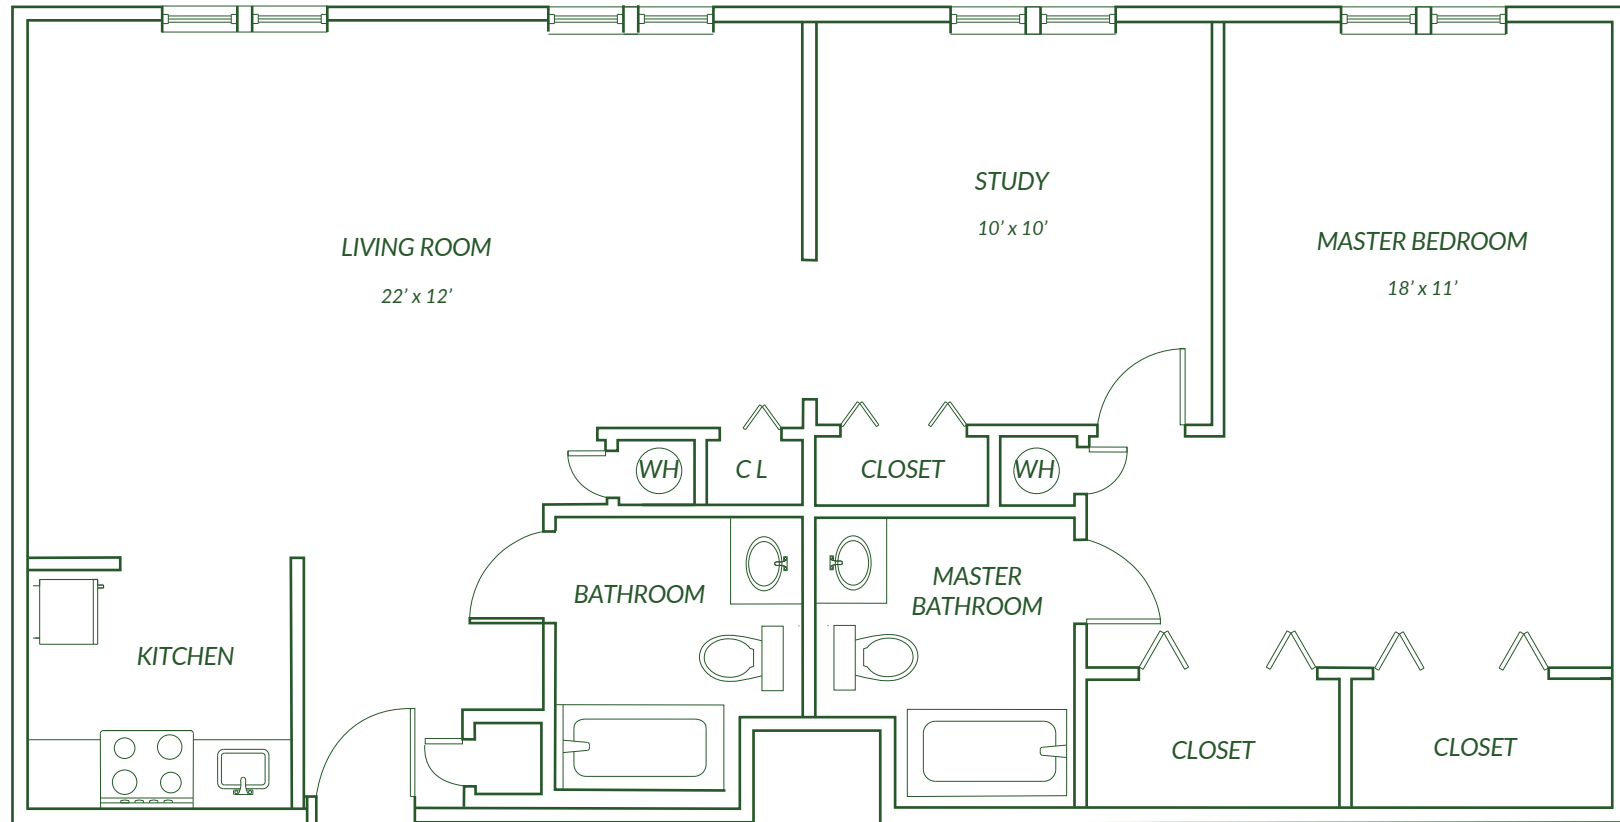 STUDY
10’ x 10’
LIVING ROOM
22’ x 12’
MASTER BEDROOM
18’ x 11’
WH
C L
CLOSET
WH
BATHROOM
MASTER
BATHROOM
KITCHEN
CLOSET
CLOSET